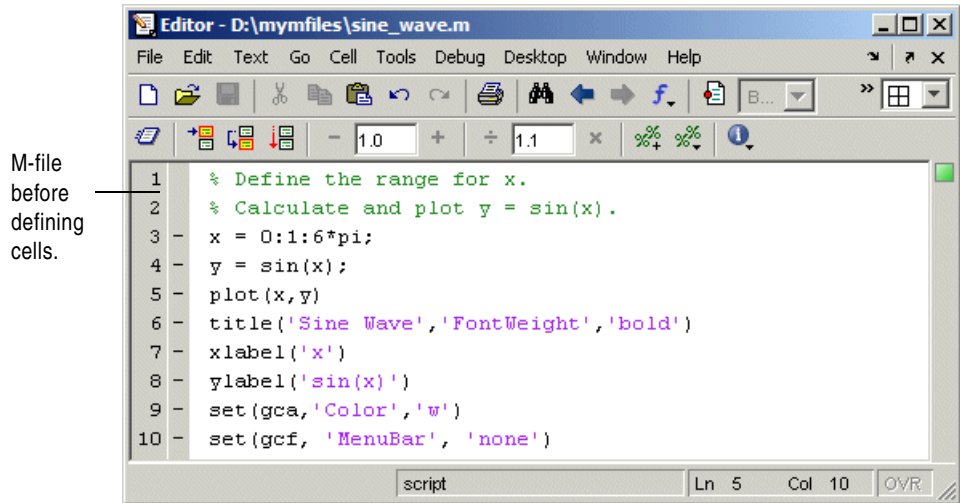 Editor - D:\mymfiles\sine_wave.m
File Edit Text Go Cell Tools Debug Desktop Window Help
B... »
- 1.0 + ÷ 1.1 ×
M-file
before
defining
cells.
1 % Define the range for x.
2 % Calculate and plot y = sin(x).
3 - x = 0:1:6*pi;
4 - y = sin(x);
5 - plot(x,y)
6 - title('Sine Wave','FontWeight','bold')
7 - xlabel('x')
8 - ylabel('sin(x)')
9 - set(gca,'Color','w')
10 - set(gcf, 'MenuBar', 'none')
script Ln 5 Col 10 OVR